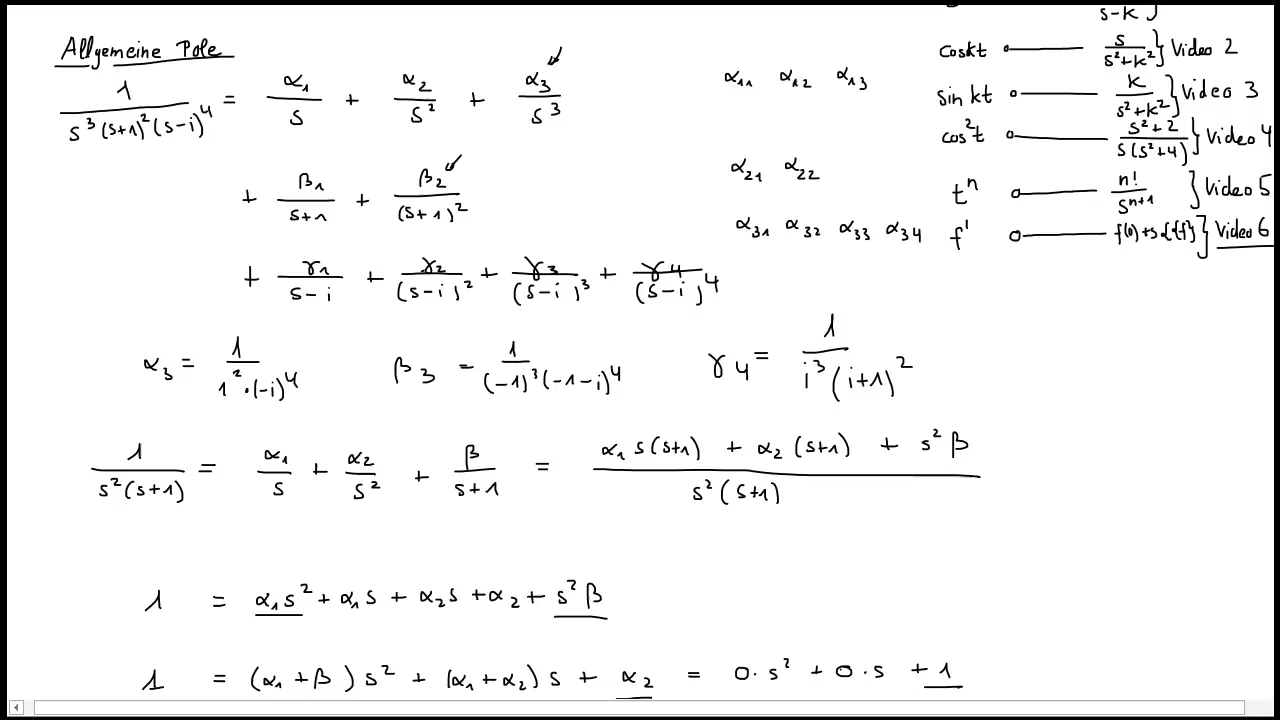 Allgemeine Pole
1/(s³(s+1)²(s-i)⁴) = α₁/s + α₂/s² + α₃/s³
+ β₁/(s+1) + β₂/(s+1)²
+ γ₁/(s-i) + γ₂/(s-i)² + γ₃/(s-i)³ + γ₄/(s-i)⁴
α₁₁ α₁₂ α₁₃
α₂₁ α₂₂
α₃₁ α₃₂ α₃₃ α₃₄
s-k }
cos kt s/(s²+k²) } Video 2
sin kt k/(s²+k²) } Video 3
cos²t (s²+2)/(s(s²+4)) } Video 4
tⁿ n!/sⁿ⁺¹ } Video 5
f' f(0)+s L{f} } Video 6
α₃ = 1/(1²·(-i)⁴) β₃ = 1/((-1)³(-1-i)⁴) γ₄ = 1/(i³(i+1)²)
1/(s²(s+1)) = α₁/s + α₂/s² + β/(s+1) = (α₁ s(s+1) + α₂(s+1) + s²β)/(s²(s+1))
1 = α₁s² + α₁s + α₂s + α₂ + s²β
1 = (α₁+β)s² + (α₁+α₂)s + α₂ = 0·s² + 0·s + 1